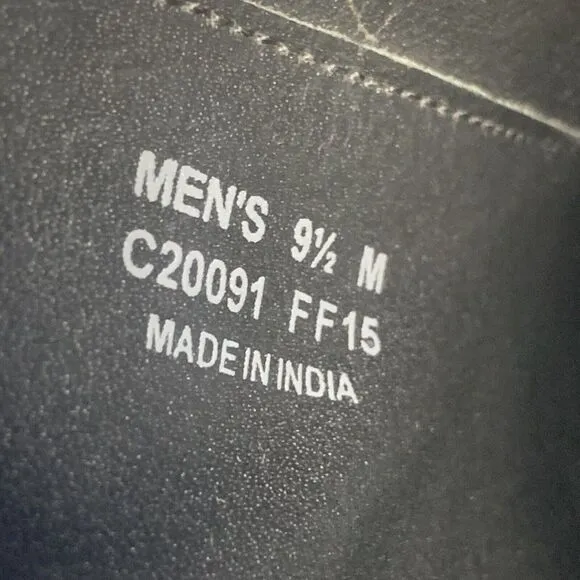 MEN'S 9½ M
C20091 FF15
MADE IN INDIA